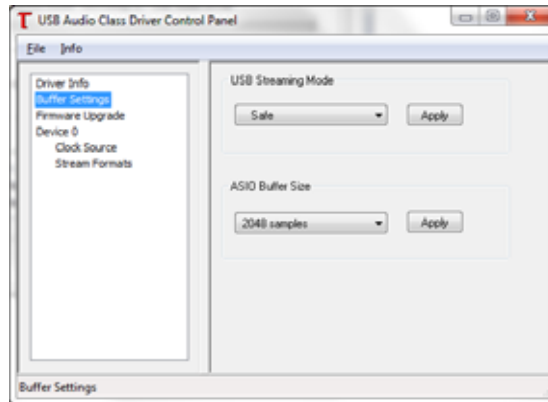 USB Audio Class Driver Control Panel
File Info
Driver Info
Buffer Settings
Firmware Upgrade
Device 0
Clock Source
Stream Formats
USB Streaming Mode
Safe
Apply
ASIO Buffer Size
2048 samples
Apply
Buffer Settings